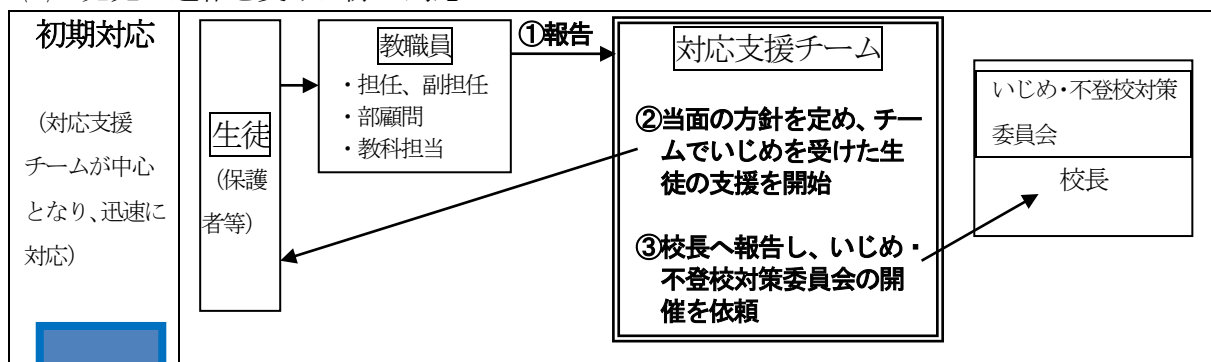 初期対応
(対応支援
チームが中心
となり、迅速に
対応)
生徒
(保護
者等)
教職員
・担任、副担任
・部顧問
・教科担当
①報告
対応支援チーム
②当面の方針を定め、チー
ムでいじめを受けた生
徒の支援を開始
③校長へ報告し、いじめ・
不登校対策委員会の開
催を依頼
いじめ・不登校対策
委員会
校長